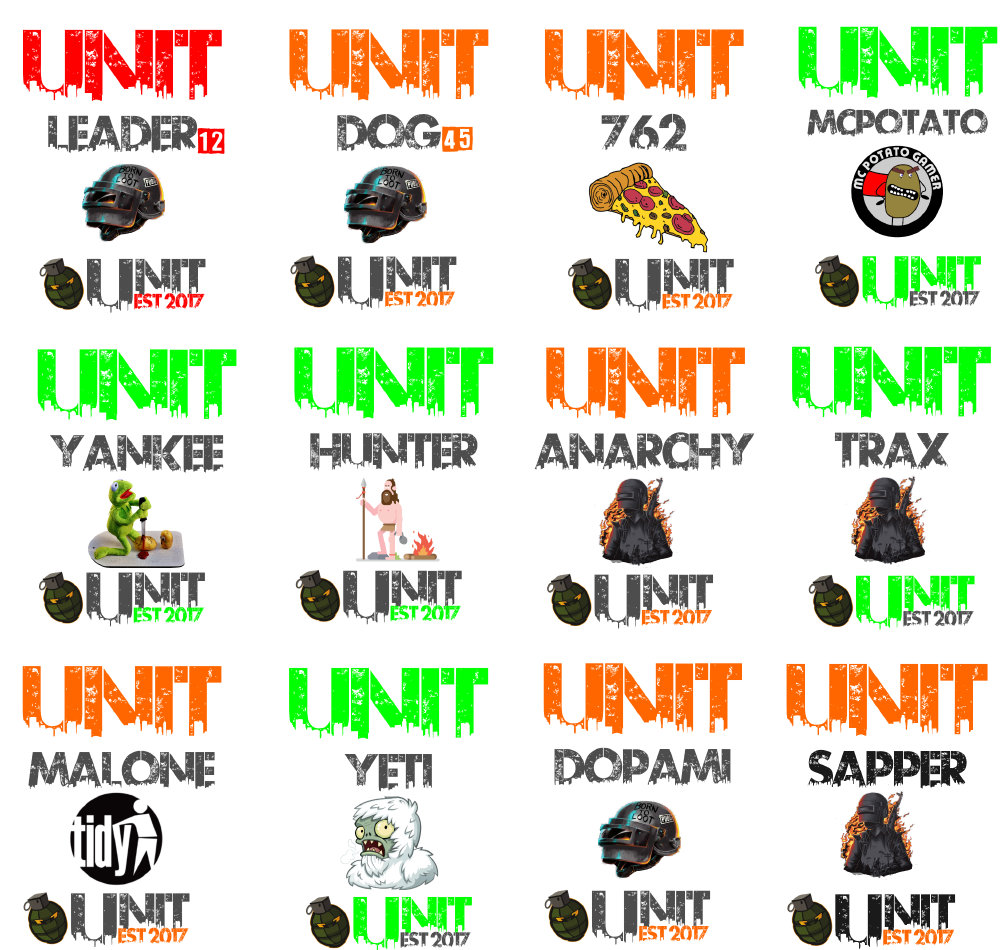 UNIT
LEADER 12
BORN TO LOOT
UNIT
EST 2017
UNIT
DOG 45
BORN TO LOOT
UNIT
EST 2017
UNIT
762
UNIT
EST 2017
UNIT
MCPOTATO
MC POTATO GAMER
UNIT
EST 2017
UNIT
YANKEE
UNIT
EST 2017
UNIT
HUNTER
UNIT
EST 2017
UNIT
ANARCHY
UNIT
EST 2017
UNIT
TRAX
UNIT
EST 2017
UNIT
MALONE
tidy
UNIT
EST 2017
UNIT
YETI
UNIT
EST 2017
UNIT
DOPAMI
BORN TO LOOT
UNIT
EST 2017
UNIT
SAPPER
UNIT
EST 2017